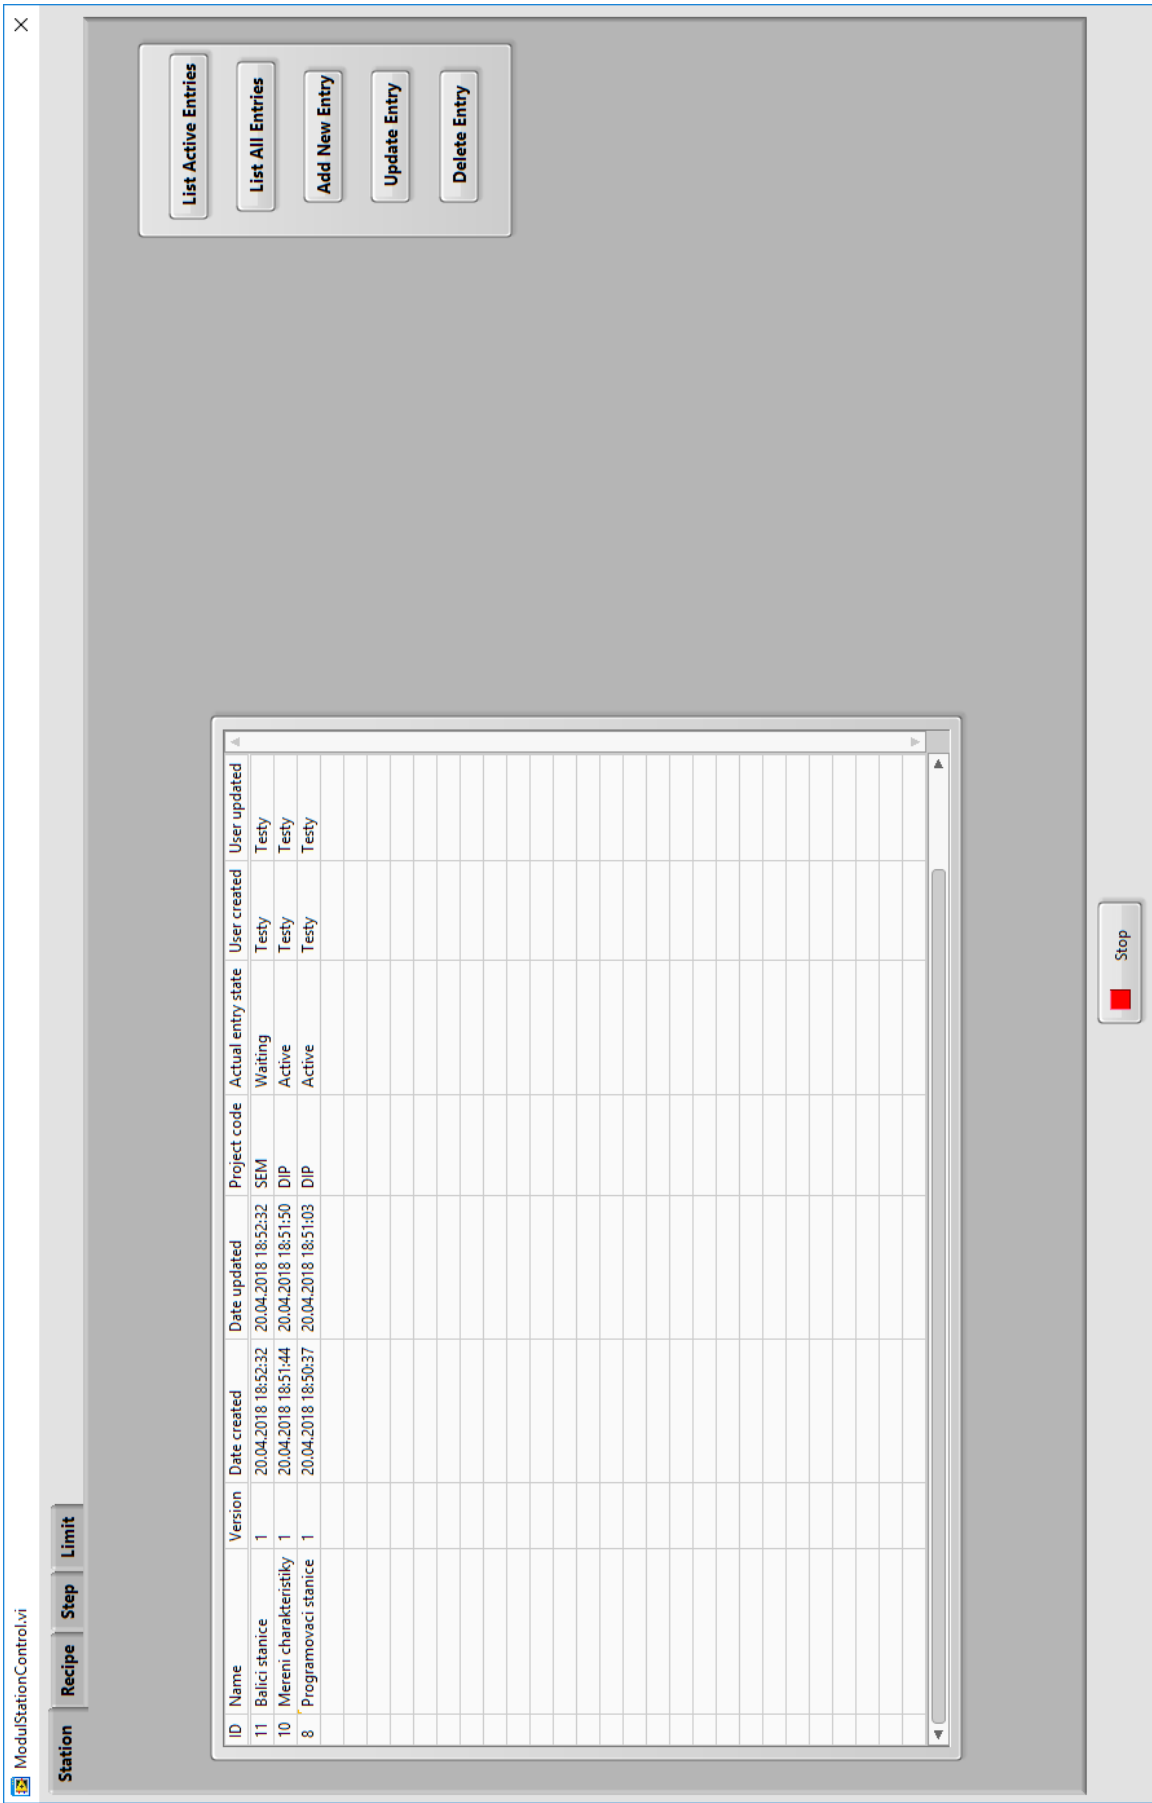 ModulStationControl.vi
Station Recipe Step Limit
ID Name Version Date created Date updated Project code Actual entry state User created User updated
11 Balici stanice 1 20.04.2018 18:52:32 20.04.2018 18:52:32 SEM Waiting Testy Testy
10 Mereni charakteristiky 1 20.04.2018 18:51:44 20.04.2018 18:51:50 DIP Active Testy Testy
8 Programovaci stanice 1 20.04.2018 18:50:37 20.04.2018 18:51:03 DIP Active Testy Testy
List Active Entries
List All Entries
Add New Entry
Update Entry
Delete Entry
Stop